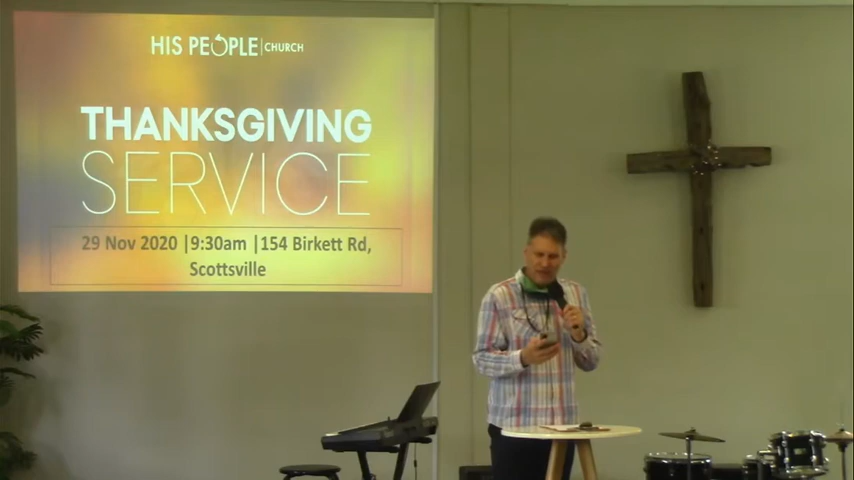 HIS PEOPLE|CHURCH
THANKSGIVING
SERVICE
29 Nov 2020 |9:30am |154 Birkett Rd,
Scottsville